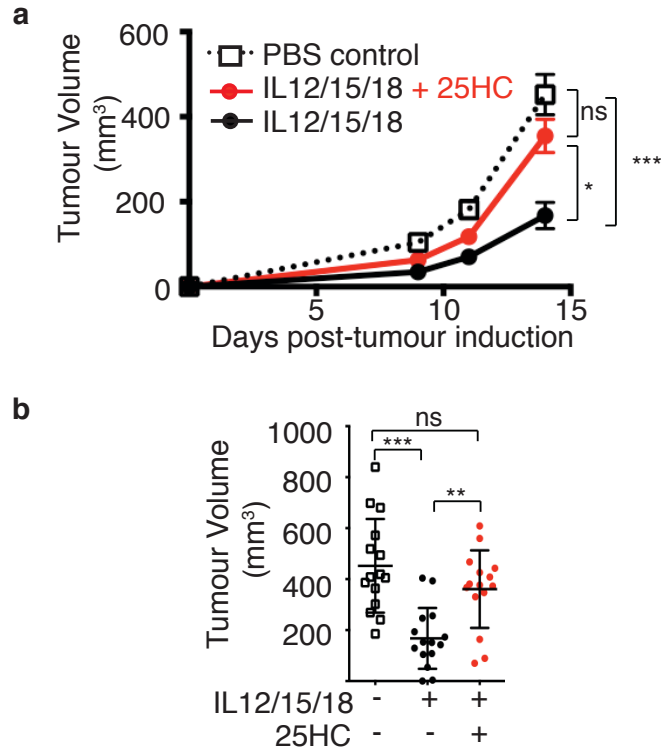 a
600
400
200
0
Tumour Volume
(mm³)
PBS control
IL12/15/18 + 25HC
IL12/15/18
ns
***
*
5 10 15
Days post-tumour induction
b
1000
800
600
400
200
Tumour Volume
(mm³)
ns
***
**
IL12/15/18 - + +
25HC - - +